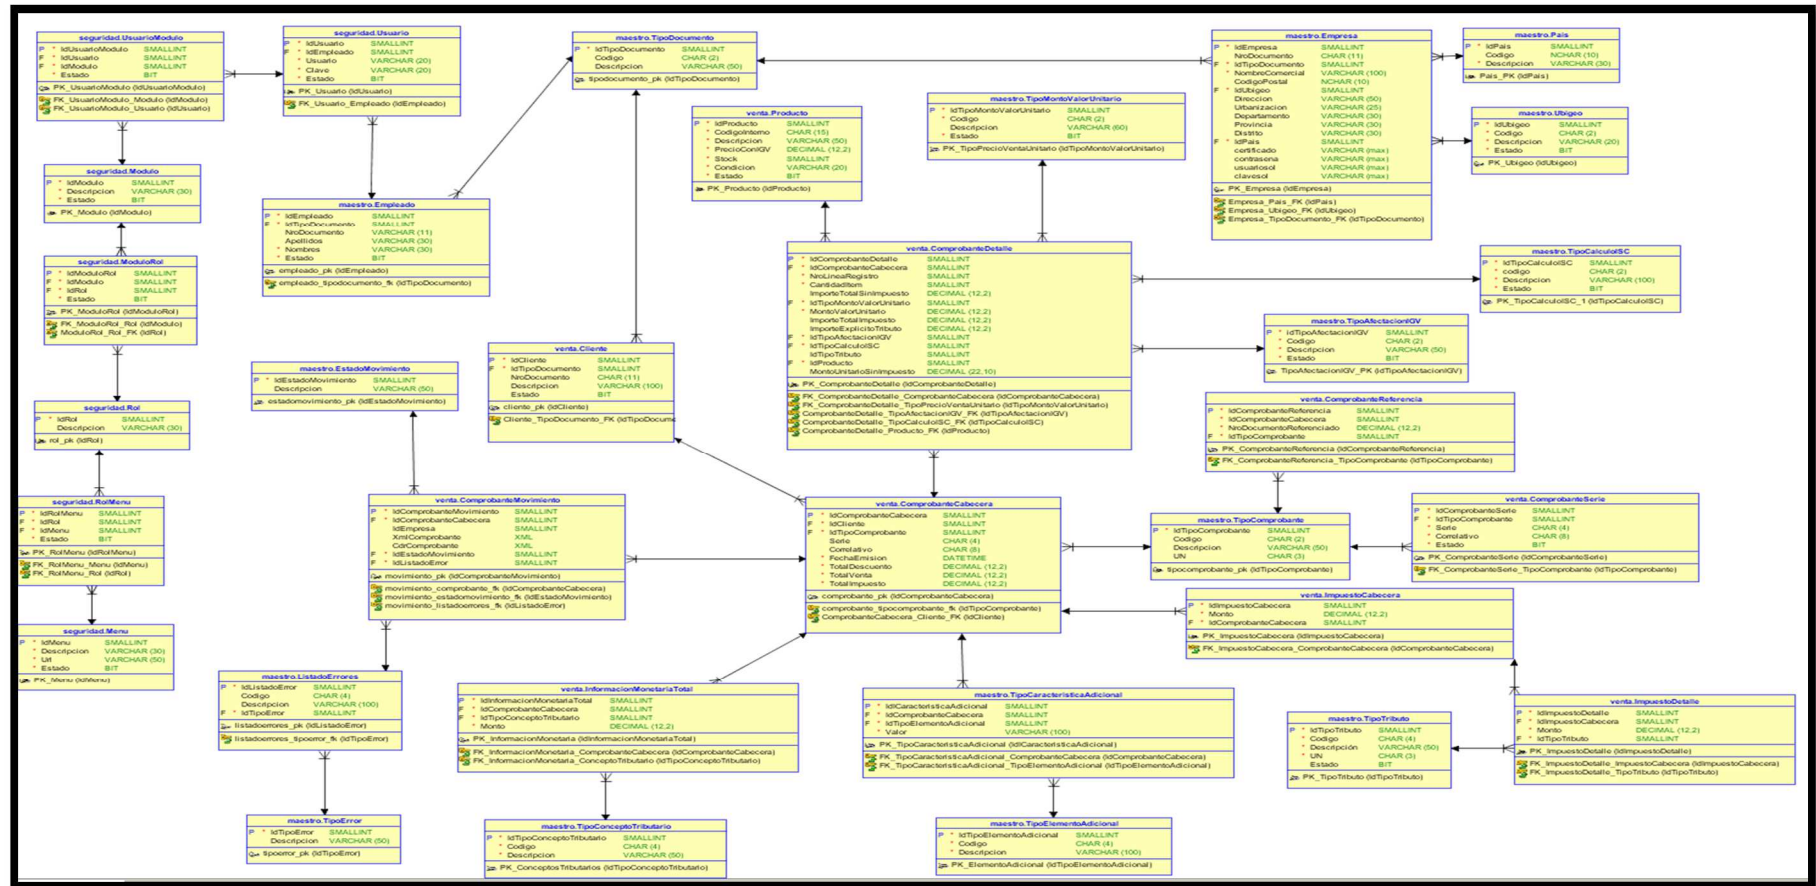 seguridad.UsuarioModulo
P * IdUsuarioModulo SMALLINT
F * IdUsuario SMALLINT
F * IdModulo SMALLINT
* Estado BIT
PK_UsuarioModulo (IdUsuarioModulo)
FK_UsuarioModulo_Modulo (IdModulo)
FK_UsuarioModulo_Usuario (IdUsuario)
seguridad.Usuario
P * IdUsuario SMALLINT
F * IdEmpleado SMALLINT
* Usuario VARCHAR (20)
* Clave VARCHAR (20)
* Estado BIT
PK_Usuario (IdUsuario)
FK_Usuario_Empleado (IdEmpleado)
maestro.TipoDocumento
P * IdTipoDocumento SMALLINT
Codigo CHAR (2)
Descripcion VARCHAR (50)
tipodocumento_pk (IdTipoDocumento)
maestro.Empresa
P * IdEmpresa SMALLINT
NroDocumento CHAR (11)
F * IdTipoDocumento SMALLINT
* NombreComercial VARCHAR (100)
CodigoPostal NCHAR (10)
F * IdUbigeo SMALLINT
Direccion VARCHAR (50)
Urbanizacion VARCHAR (25)
Departamento VARCHAR (30)
Provincia VARCHAR (30)
Distrito VARCHAR (30)
F * IdPais SMALLINT
certificado VARCHAR (max)
contrasena VARCHAR (max)
usuariosol VARCHAR (max)
clavesol VARCHAR (max)
PK_Empresa (IdEmpresa)
Empresa_Pais_FK (IdPais)
Empresa_Ubigeo_FK (IdUbigeo)
Empresa_TipoDocumento_FK (IdTipoDocumento)
maestro.Pais
P * IdPais SMALLINT
* Codigo NCHAR (10)
* Descripcion VARCHAR (30)
Pais_PK (IdPais)
maestro.Ubigeo
P * IdUbigeo SMALLINT
* Codigo CHAR (2)
* Descripcion VARCHAR (20)
* Estado BIT
PK_Ubigeo (IdUbigeo)
venta.Producto
P * IdProducto SMALLINT
* CodigoInterno CHAR (15)
* Descripcion VARCHAR (50)
* PrecioConIGV DECIMAL (12,2)
* Stock SMALLINT
* Condicion VARCHAR (20)
* Estado BIT
PK_Producto (IdProducto)
maestro.TipoMontoValorUnitario
P * IdTipoMontoValorUnitario SMALLINT
* Codigo CHAR (2)
Descripcion VARCHAR (60)
* Estado BIT
PK_TipoPrecioVentaUnitario (IdTipoMontoValorUnitario)
seguridad.Modulo
P * IdModulo SMALLINT
* Descripcion VARCHAR (30)
* Estado BIT
PK_Modulo (IdModulo)
maestro.Empleado
P * IdEmpleado SMALLINT
F * IdTipoDocumento SMALLINT
NroDocumento VARCHAR (11)
Apellidos VARCHAR (30)
* Nombres VARCHAR (30)
* Estado BIT
empleado_pk (IdEmpleado)
empleado_tipodocumento_fk (IdTipoDocumento)
seguridad.ModuloRol
P * IdModuloRol SMALLINT
F * IdModulo SMALLINT
F * IdRol SMALLINT
* Estado BIT
PK_ModuloRol (IdModuloRol)
FK_ModuloRol_Rol (IdModulo)
ModuloRol_Rol_FK (IdRol)
venta.ComprobanteDetalle
P * IdComprobanteDetalle SMALLINT
F * IdComprobanteCabecera SMALLINT
* NroLineaRegistro SMALLINT
* CantidadItem SMALLINT
ImporteTotalSinImpuesto DECIMAL (12,2)
F * IdTipoMontoValorUnitario SMALLINT
* MontoValorUnitario DECIMAL (12,2)
ImporteTotalImpuesto DECIMAL (12,2)
ImporteExplicitoTributo DECIMAL (12,2)
F * IdTipoAfectacionIGV SMALLINT
F * IdTipoCalculoISC SMALLINT
IdTipoTributo SMALLINT
F * IdProducto SMALLINT
MontoUnitarioSinImpuesto DECIMAL (22,10)
PK_ComprobanteDetalle (IdComprobanteDetalle)
FK_ComprobanteDetalle_ComprobanteCabecera (IdComprobanteCabecera)
FK_ComprobanteDetalle_TipoPrecioVentaUnitario (IdTipoMontoValorUnitario)
ComprobanteDetalle_TipoAfectacionIGV_FK (IdTipoAfectacionIGV)
ComprobanteDetalle_TipoCalculoISC_FK (IdTipoCalculoISC)
ComprobanteDetalle_Producto_FK (IdProducto)
maestro.TipoCalculoISC
P * IdTipoCalculoISC SMALLINT
* codigo CHAR (2)
* Descripcion VARCHAR (100)
* Estado BIT
PK_TipoCalculoISC_1 (IdTipoCalculoISC)
maestro.TipoAfectacionIGV
P * idTipoAfectacionIGV SMALLINT
* Codigo CHAR (2)
* Descripcion VARCHAR (50)
* Estado BIT
TipoAfectacionIGV_PK (IdTipoAfectacionIGV)
venta.Cliente
P * IdCliente SMALLINT
F * IdTipoDocumento SMALLINT
NroDocumento CHAR (11)
Descripcion VARCHAR (100)
Estado BIT
cliente_pk (IdCliente)
Cliente_TipoDocumento_FK (IdTipoDocume
maestro.EstadoMovimiento
P * IdEstadoMovimiento SMALLINT
Descripcion VARCHAR (50)
estadomovimiento_pk (IdEstadoMovimiento)
seguridad.Rol
P * IdRol SMALLINT
Descripcion VARCHAR (30)
rol_pk (IdRol)
venta.ComprobanteReferencia
P * IdComprobanteReferencia SMALLINT
* IdComprobanteCabecera SMALLINT
* NroDocumentoReferenciado DECIMAL (12,2)
F * IdTipoComprobante SMALLINT
PK_ComprobanteReferencia (IdComprobanteReferencia)
FK_ComprobanteReferencia_TipoComprobante (IdTipoComprobante)
seguridad.RolMenu
P * IdRolMenu SMALLINT
F * IdRol SMALLINT
F * IdMenu SMALLINT
* Estado BIT
PK_RolMenu (IdRolMenu)
FK_RolMenu_Menu (IdMenu)
FK_RolMenu_Rol (IdRol)
venta.ComprobanteMovimiento
P * IdComprobanteMovimiento SMALLINT
F * IdComprobanteCabecera SMALLINT
IdEmpresa SMALLINT
XmlComprobante XML
CdrComprobante XML
F * IdEstadoMovimiento SMALLINT
F * IdListadoError SMALLINT
movimiento_pk (IdComprobanteMovimiento)
movimiento_comprobante_fk (IdComprobanteCabecera)
movimiento_estadomovimiento_fk (IdEstadoMovimiento)
movimiento_listadoerrores_fk (IdListadoError)
venta.ComprobanteCabecera
P * IdComprobanteCabecera SMALLINT
F * IdCliente SMALLINT
F * IdTipoComprobante SMALLINT
Serie CHAR (4)
Correlativo CHAR (8)
* FechaEmision DATETIME
* TotalDescuento DECIMAL (12,2)
* TotalVenta DECIMAL (12,2)
* TotalImpuesto DECIMAL (12,2)
comprobante_pk (IdComprobanteCabecera)
comprobante_tipocomprobante_fk (IdTipoComprobante)
ComprobanteCabecera_Cliente_FK (IdCliente)
maestro.TipoComprobante
P * IdTipoComprobante SMALLINT
Codigo CHAR (2)
Descripcion VARCHAR (50)
UN CHAR (3)
tipocomprobante_pk (IdTipoComprobante)
venta.ComprobanteSerie
P * IdComprobanteSerie SMALLINT
F * IdTipoComprobante SMALLINT
* Serie CHAR (4)
* Correlativo CHAR (8)
* Estado BIT
PK_ComprobanteSerie (IdComprobanteSerie)
FK_ComprobanteSerie_TipoComprobante (IdTipoComprobante)
venta.ImpuestoCabecera
P * IdImpuestoCabecera SMALLINT
* Monto DECIMAL (12,2)
F * IdComprobanteCabecera SMALLINT
PK_ImpuestoCabecera (IdImpuestoCabecera)
FK_ImpuestoCabecera_ComprobanteCabecera (IdComprobanteCabecera)
seguridad.Menu
P * IdMenu SMALLINT
* Descripcion VARCHAR (30)
* Url VARCHAR (50)
* Estado BIT
PK_Menu (IdMenu)
maestro.ListadoErrores
P * IdListadoError SMALLINT
Codigo CHAR (4)
Descripcion VARCHAR (100)
F * IdTipoError SMALLINT
listadoerrores_pk (IdListadoError)
listadoerrores_tipoerror_fk (IdTipoError)
venta.InformacionMonetariaTotal
P * IdInformacionMonetariaTotal SMALLINT
F * IdComprobanteCabecera SMALLINT
F * IdTipoConceptoTributario SMALLINT
* Monto DECIMAL (12,2)
PK_InformacionMonetaria (IdInformacionMonetariaTotal)
FK_InformacionMonetaria_ComprobanteCabecera (IdComprobanteCabecera)
FK_InformacionMonetaria_ConceptoTributario (IdTipoConceptoTributario)
maestro.TipoCaracteristicaAdicional
P * IdlCaracteristicaAdicional SMALLINT
F * IdComprobanteCabecera SMALLINT
F * IdTipoElementoAdicional SMALLINT
* Valor VARCHAR (100)
PK_TipoCaracteristicaAdicional (IdlCaracteristicaAdicional)
FK_TipoCaracteristicaAdicional_ComprobanteCabecera (IdComprobanteCabecera)
FK_TipoCaracteristicaAdicional_TipoElementoAdicional (IdTipoElementoAdicional)
maestro.TipoTributo
P * IdTipoTributo SMALLINT
* Codigo CHAR (4)
* Descripción VARCHAR (50)
* UN CHAR (3)
Estado BIT
PK_TipoTributo (IdTipoTributo)
venta.ImpuestoDetalle
P * IdImpuestoDetalle SMALLINT
F * IdImpuestoCabecera SMALLINT
* Monto DECIMAL (12,2)
F * IdTipoTributo SMALLINT
PK_ImpuestoDetalle (IdImpuestoDetalle)
FK_ImpuestoDetalle_ImpuestoCabecera (IdImpuestoCabecera)
FK_ImpuestoDetalle_TipoTributo (IdTipoTributo)
maestro.TipoError
P * IdTipoError SMALLINT
Descripcion VARCHAR (50)
tipoerror_pk (IdTipoError)
maestro.TipoConceptoTributario
P * IdTipoConceptoTributario SMALLINT
* Codigo CHAR (4)
* Descripcion VARCHAR (50)
PK_ConceptosTributarios (IdTipoConceptoTributario)
maestro.TipoElementoAdicional
P * IdTipoElementoAdicional SMALLINT
* Codigo CHAR (4)
* Descripcion VARCHAR (100)
PK_ElementoAdicional (IdTipoElementoAdicional)